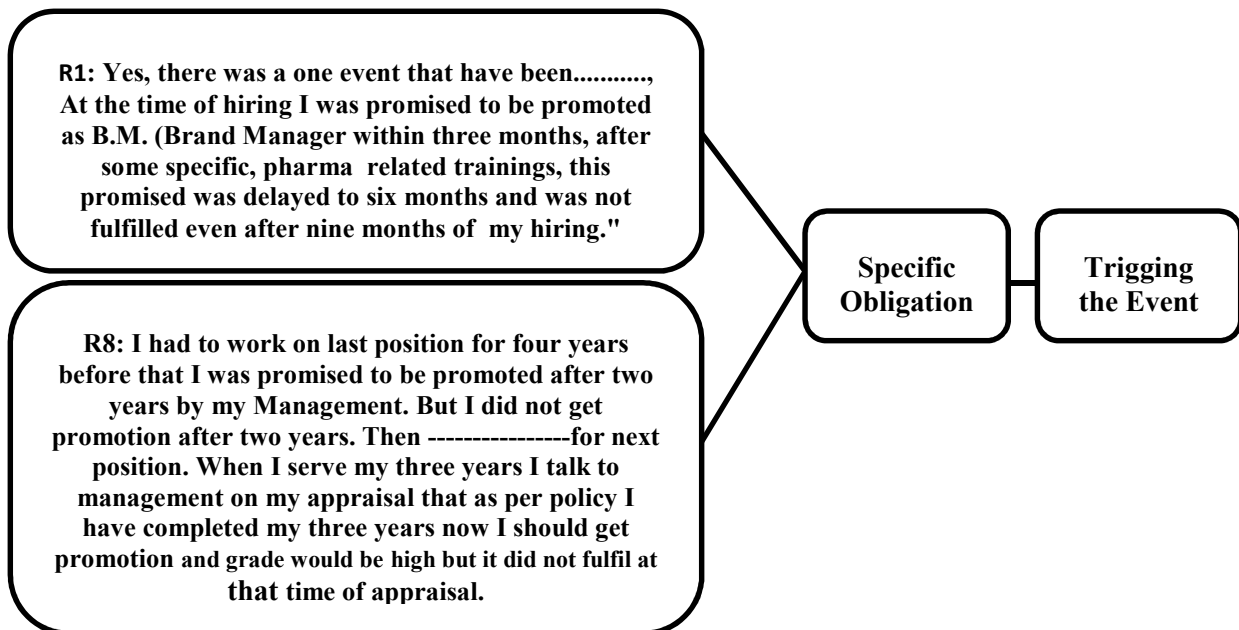 R1: Yes, there was a one event that have been...........,
At the time of hiring I was promised to be promoted
as B.M. (Brand Manager within three months, after
some specific, pharma related trainings, this
promised was delayed to six months and was not
fulfilled even after nine months of my hiring."
R8: I had to work on last position for four years
before that I was promised to be promoted after two
years by my Management. But I did not get
promotion after two years. Then ----------------for next
position. When I serve my three years I talk to
management on my appraisal that as per policy I
have completed my three years now I should get
promotion and grade would be high but it did not fulfil at
that time of appraisal.
Specific
Obligation
Trigging
the Event